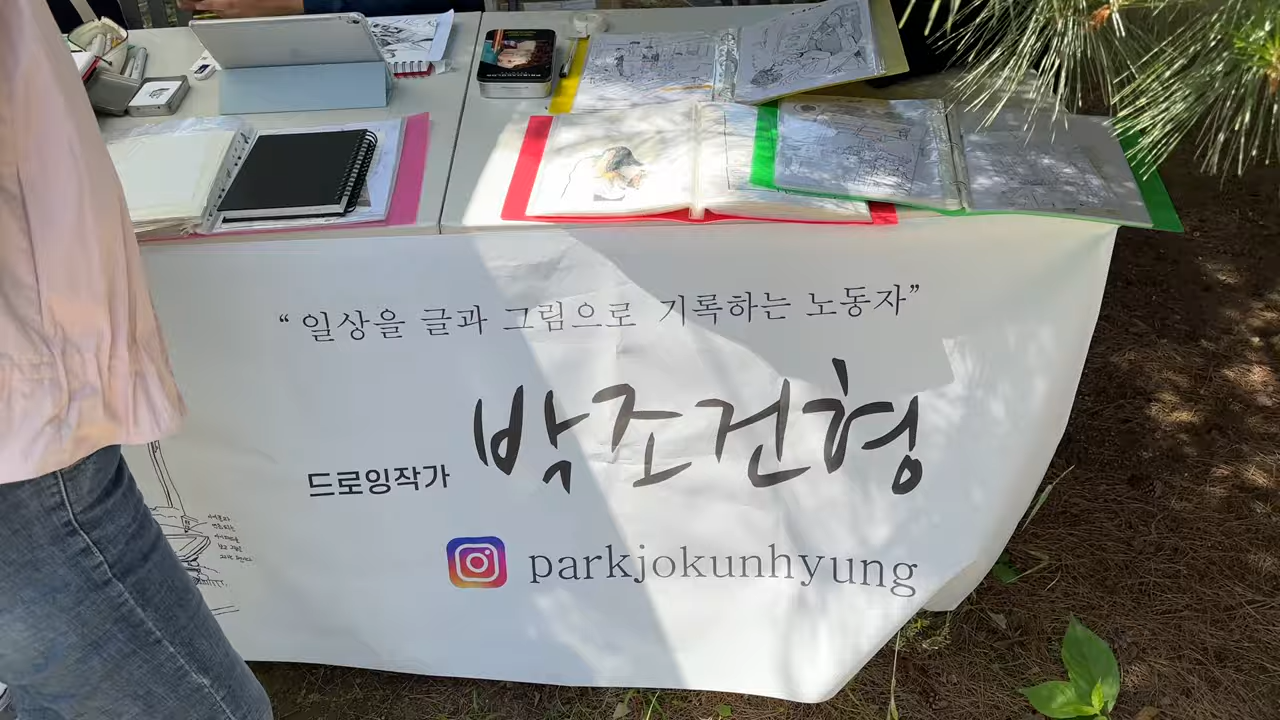 “ 일상을 글과 그림으로 기록하는 노동자”
드로잉작가 박조건형
parkjokunhyung